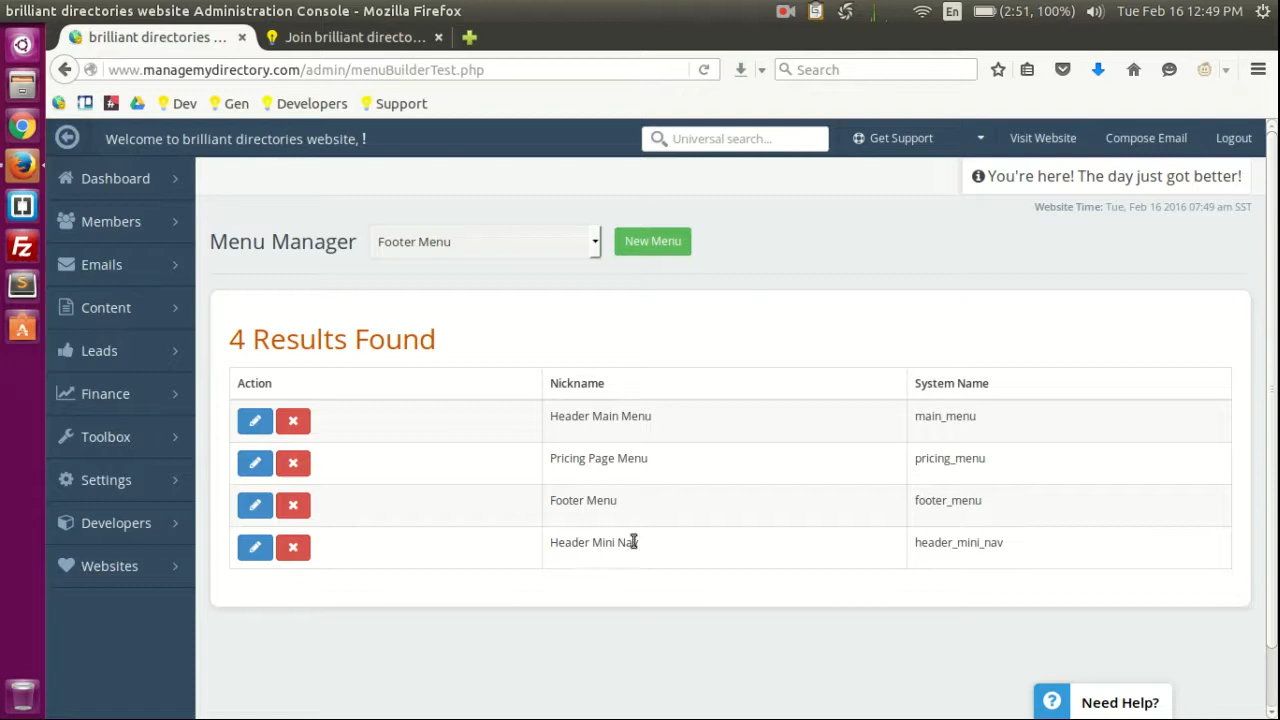 brilliant directories website Administration Console - Mozilla Firefox
En
(2:51, 100%)
Tue Feb 16 12:49 PM
brilliant directories ...
Join brilliant directo...
www.managemydirectory.com/admin/menuBuilderTest.php
Search
Dev
Gen
Developers
Support
Welcome to brilliant directories website, !
Universal search...
Get Support
Visit Website
Compose Email
Logout
Dashboard
Members
Emails
Content
Leads
Finance
Toolbox
Settings
Developers
Websites
You're here! The day just got better!
Website Time: Tue, Feb 16 2016 07:49 am SST
Menu Manager
Footer Menu
New Menu
4 Results Found
Action Nickname System Name
Header Main Menu main_menu
Pricing Page Menu pricing_menu
Footer Menu footer_menu
Header Mini Nav header_mini_nav
? Need Help?